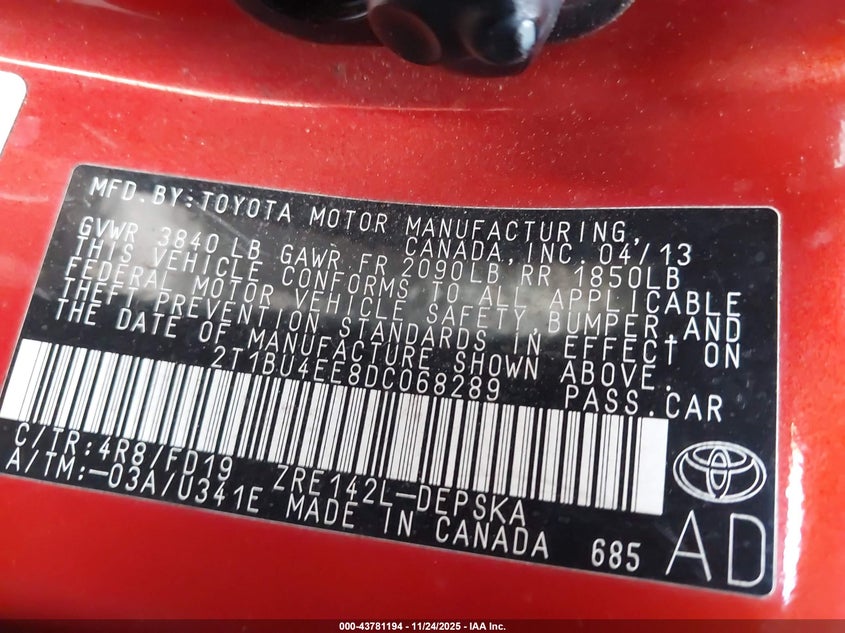 MFD.BY:TOYOTA MOTOR MANUFACTURING,
CANADA,INC.04/13
GVWR 3840 LB GAWR FR 2090LB RR 1850LB
THIS VEHICLE CONFORMS TO ALL APPLICABLE
FEDERAL MOTOR VEHICLE SAFETY,BUMPER,AND
THEFT PREVENTION STANDARDS IN EFFECT ON
THE DATE OF MANUFACTURE SHOWN ABOVE.
2T1BU4EE8DC068289 PASS.CAR
C/TR:4R8/FD19 ZRE142L-DEPSKA
A/TM:-03A/U341E MADE IN CANADA 685 AD
000-43781194 - 11/24/2025 - IAA Inc.